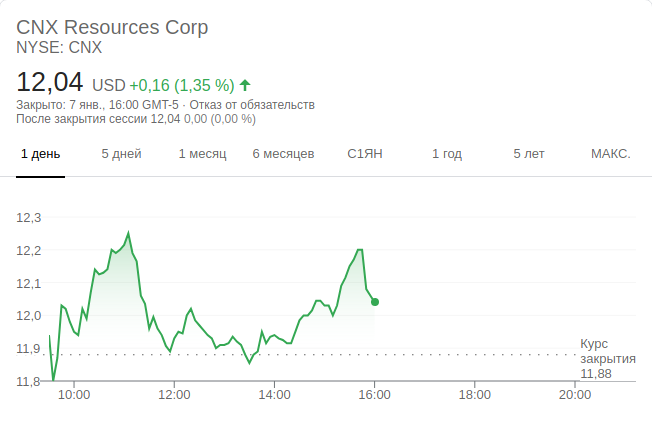 CNX Resources Corp
NYSE: CNX
12,04 USD +0,16 (1,35 %)
Закрыто: 7 янв., 16:00 GMT-5 · Отказ от обязательств
После закрытия сессии 12,04 0,00 (0,00 %)
1 день 5 дней 1 месяц 6 месяцев С1ЯН 1 год 5 лет МАКС.
12,3
12,2
12,1
12,0
11,9
11,8
Курс
закрытия
11,88
10:00 12:00 14:00 16:00 18:00 20:00